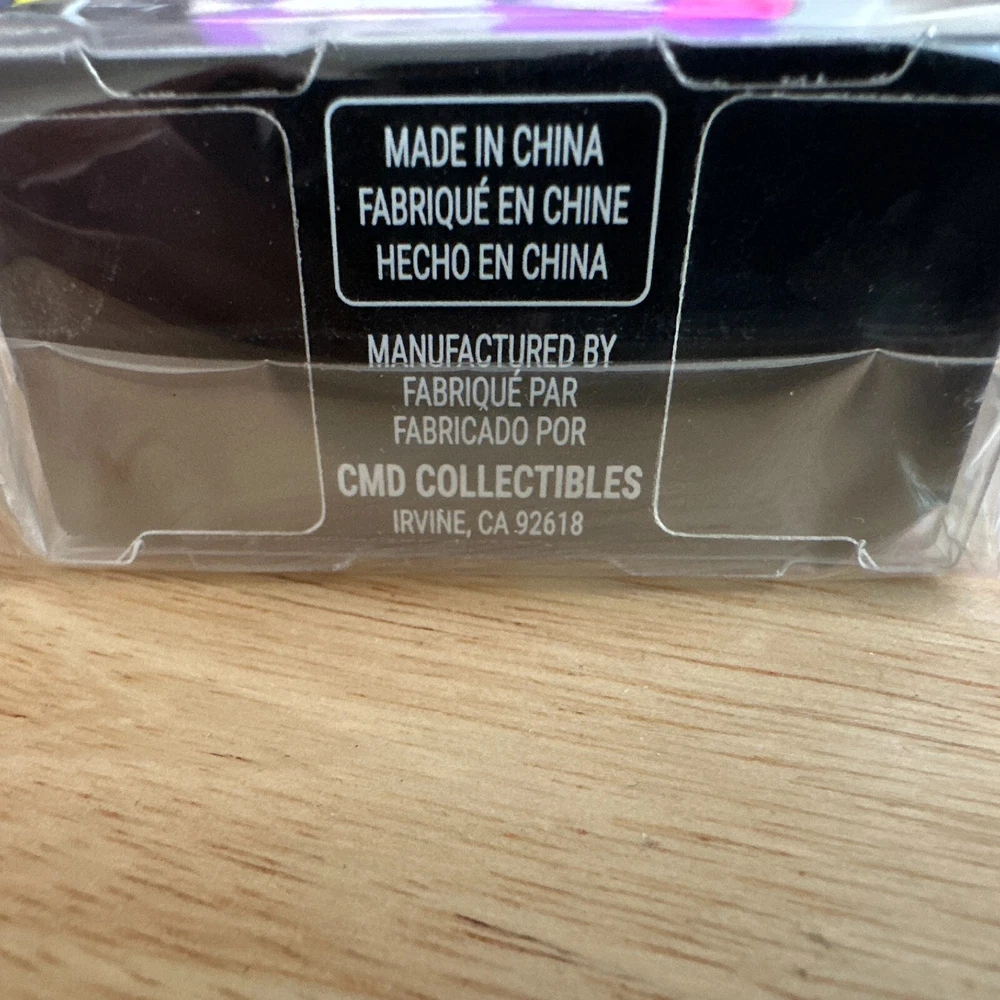 MADE IN CHINA
FABRIQUÉ EN CHINE
HECHO EN CHINA
MANUFACTURED BY
FABRIQUÉ PAR
FABRICADO POR
CMD COLLECTIBLES
IRVINE, CA 92618